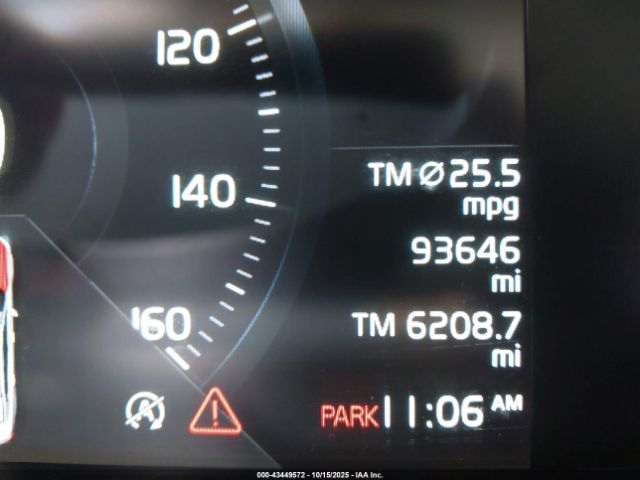 120
140
160
TM Ø 25.5
mpg
93646
mi
TM 6208.7
mi
PARK 11:06 AM
000-43449572 - 10/15/2025 - IAA Inc.